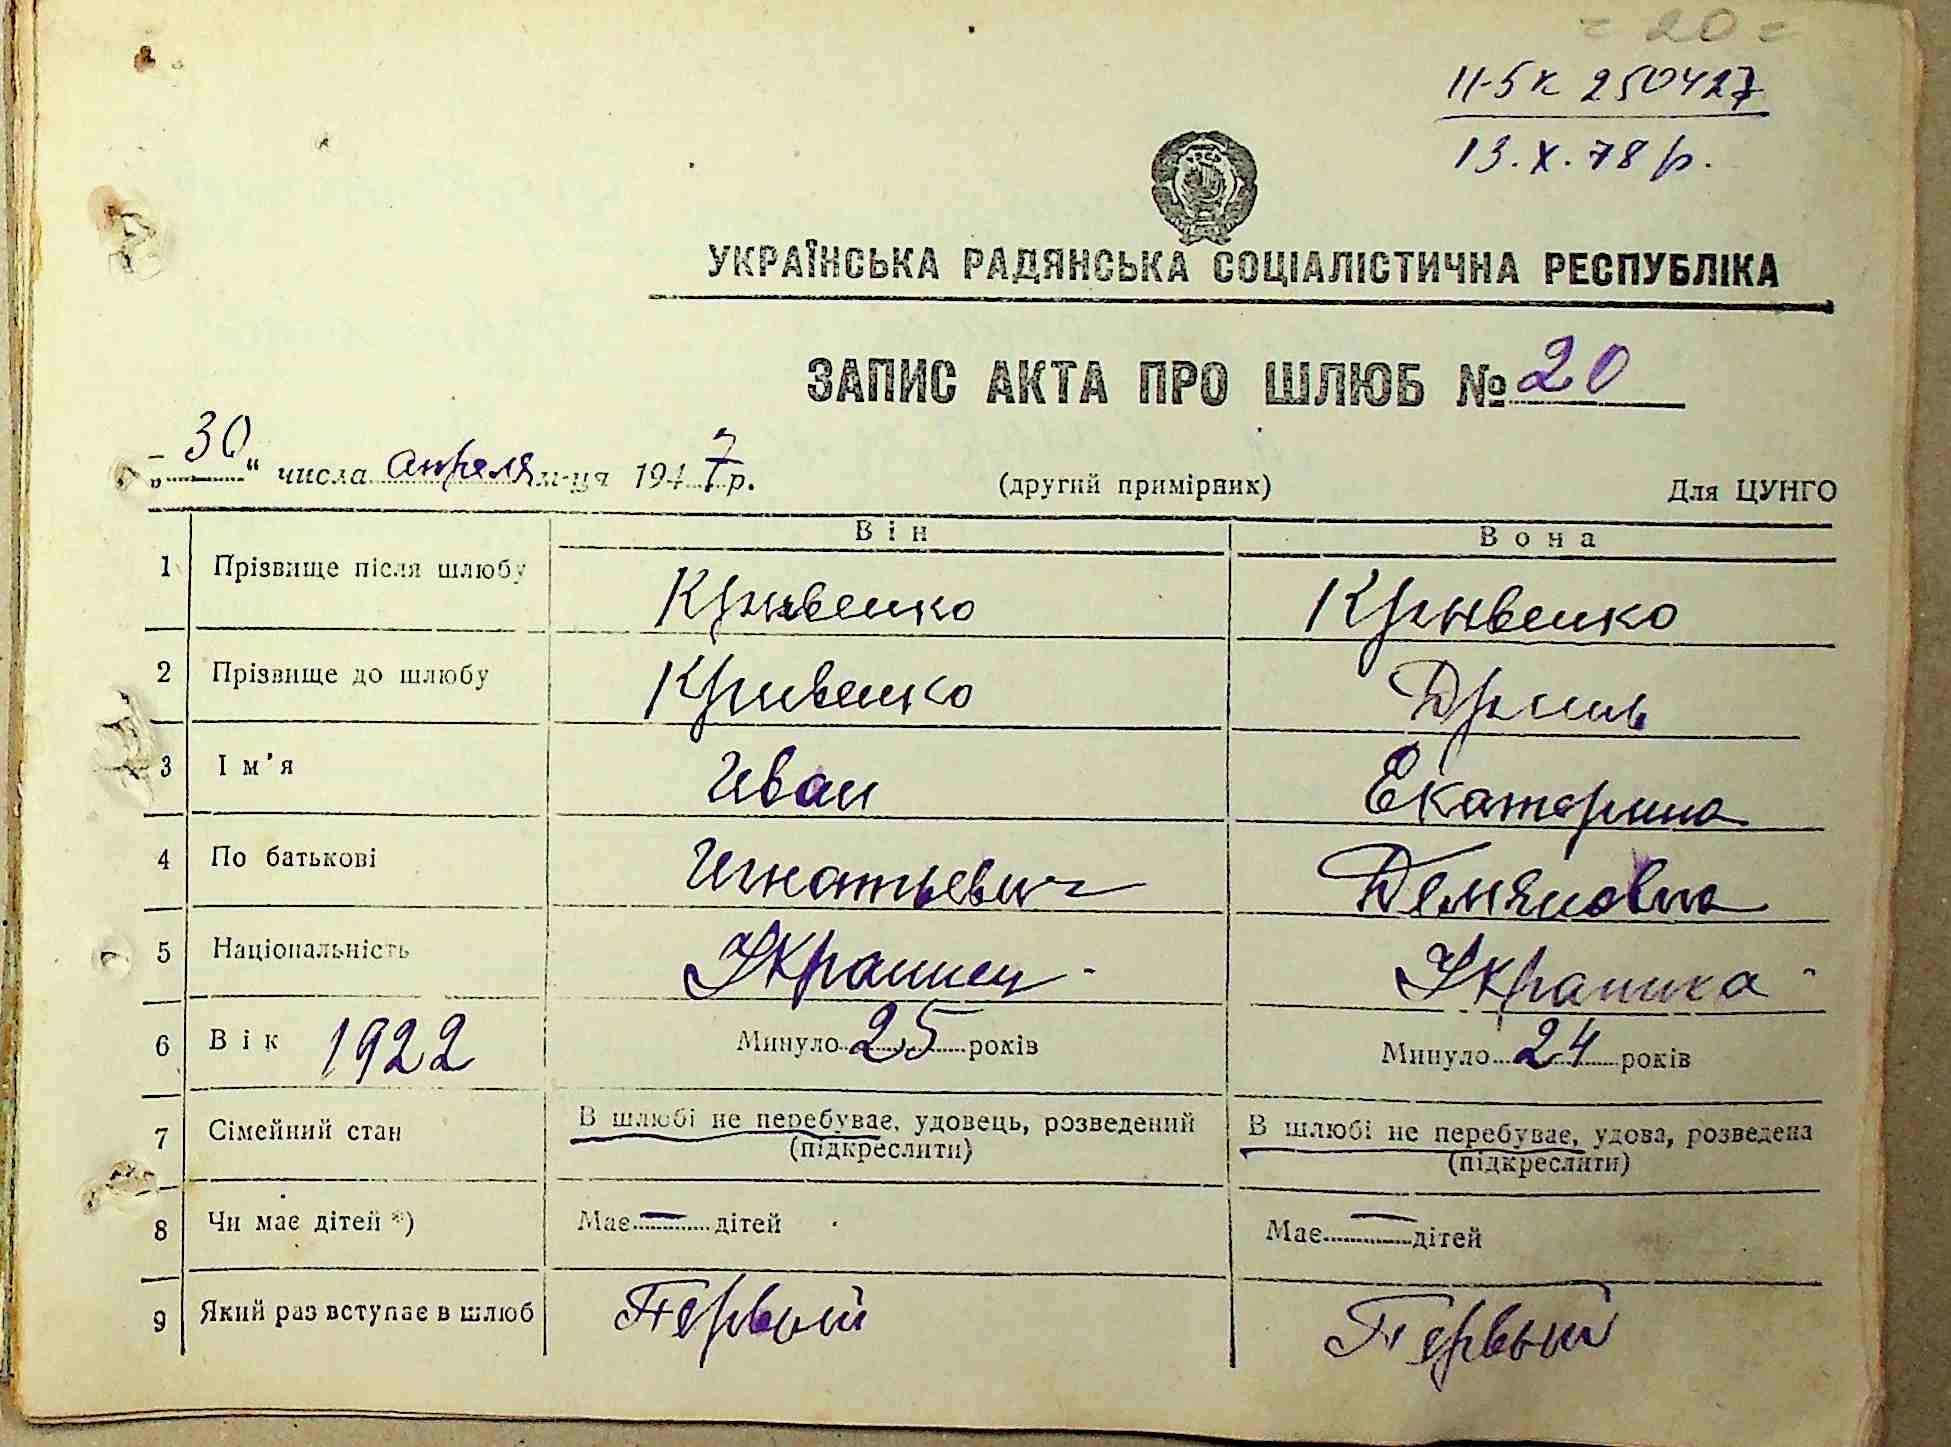 = 20 =
II-БК 250427
13.X.78 р.
УКРАЇНСЬКА РАДЯНСЬКА СОЦІАЛІСТИЧНА РЕСПУБЛІКА
ЗАПИС АКТА ПРО ШЛЮБ № 20
„30“ числа апреля м-ця 1947 р. (другий примірник) Для ЦУНГО
Він Вона
1 Прізвище після шлюбу Кривенко Кривенко
2 Прізвище до шлюбу Кривенко
3 Ім’я Иван Екатерина
4 По батькові Игнатьевич Демяновна
5 Національність Украинец Украинка
6 Вік 1922 Минуло 25 років Минуло 24 років
7 Сімейний стан В шлюбі не перебуває, удовець, розведений В шлюбі не перебуває, удова, розведена
(підкреслити) (підкреслити)
8 Чи має дітей *) Має — дітей Має — дітей
9 Який раз вступає в шлюб Первый Первый